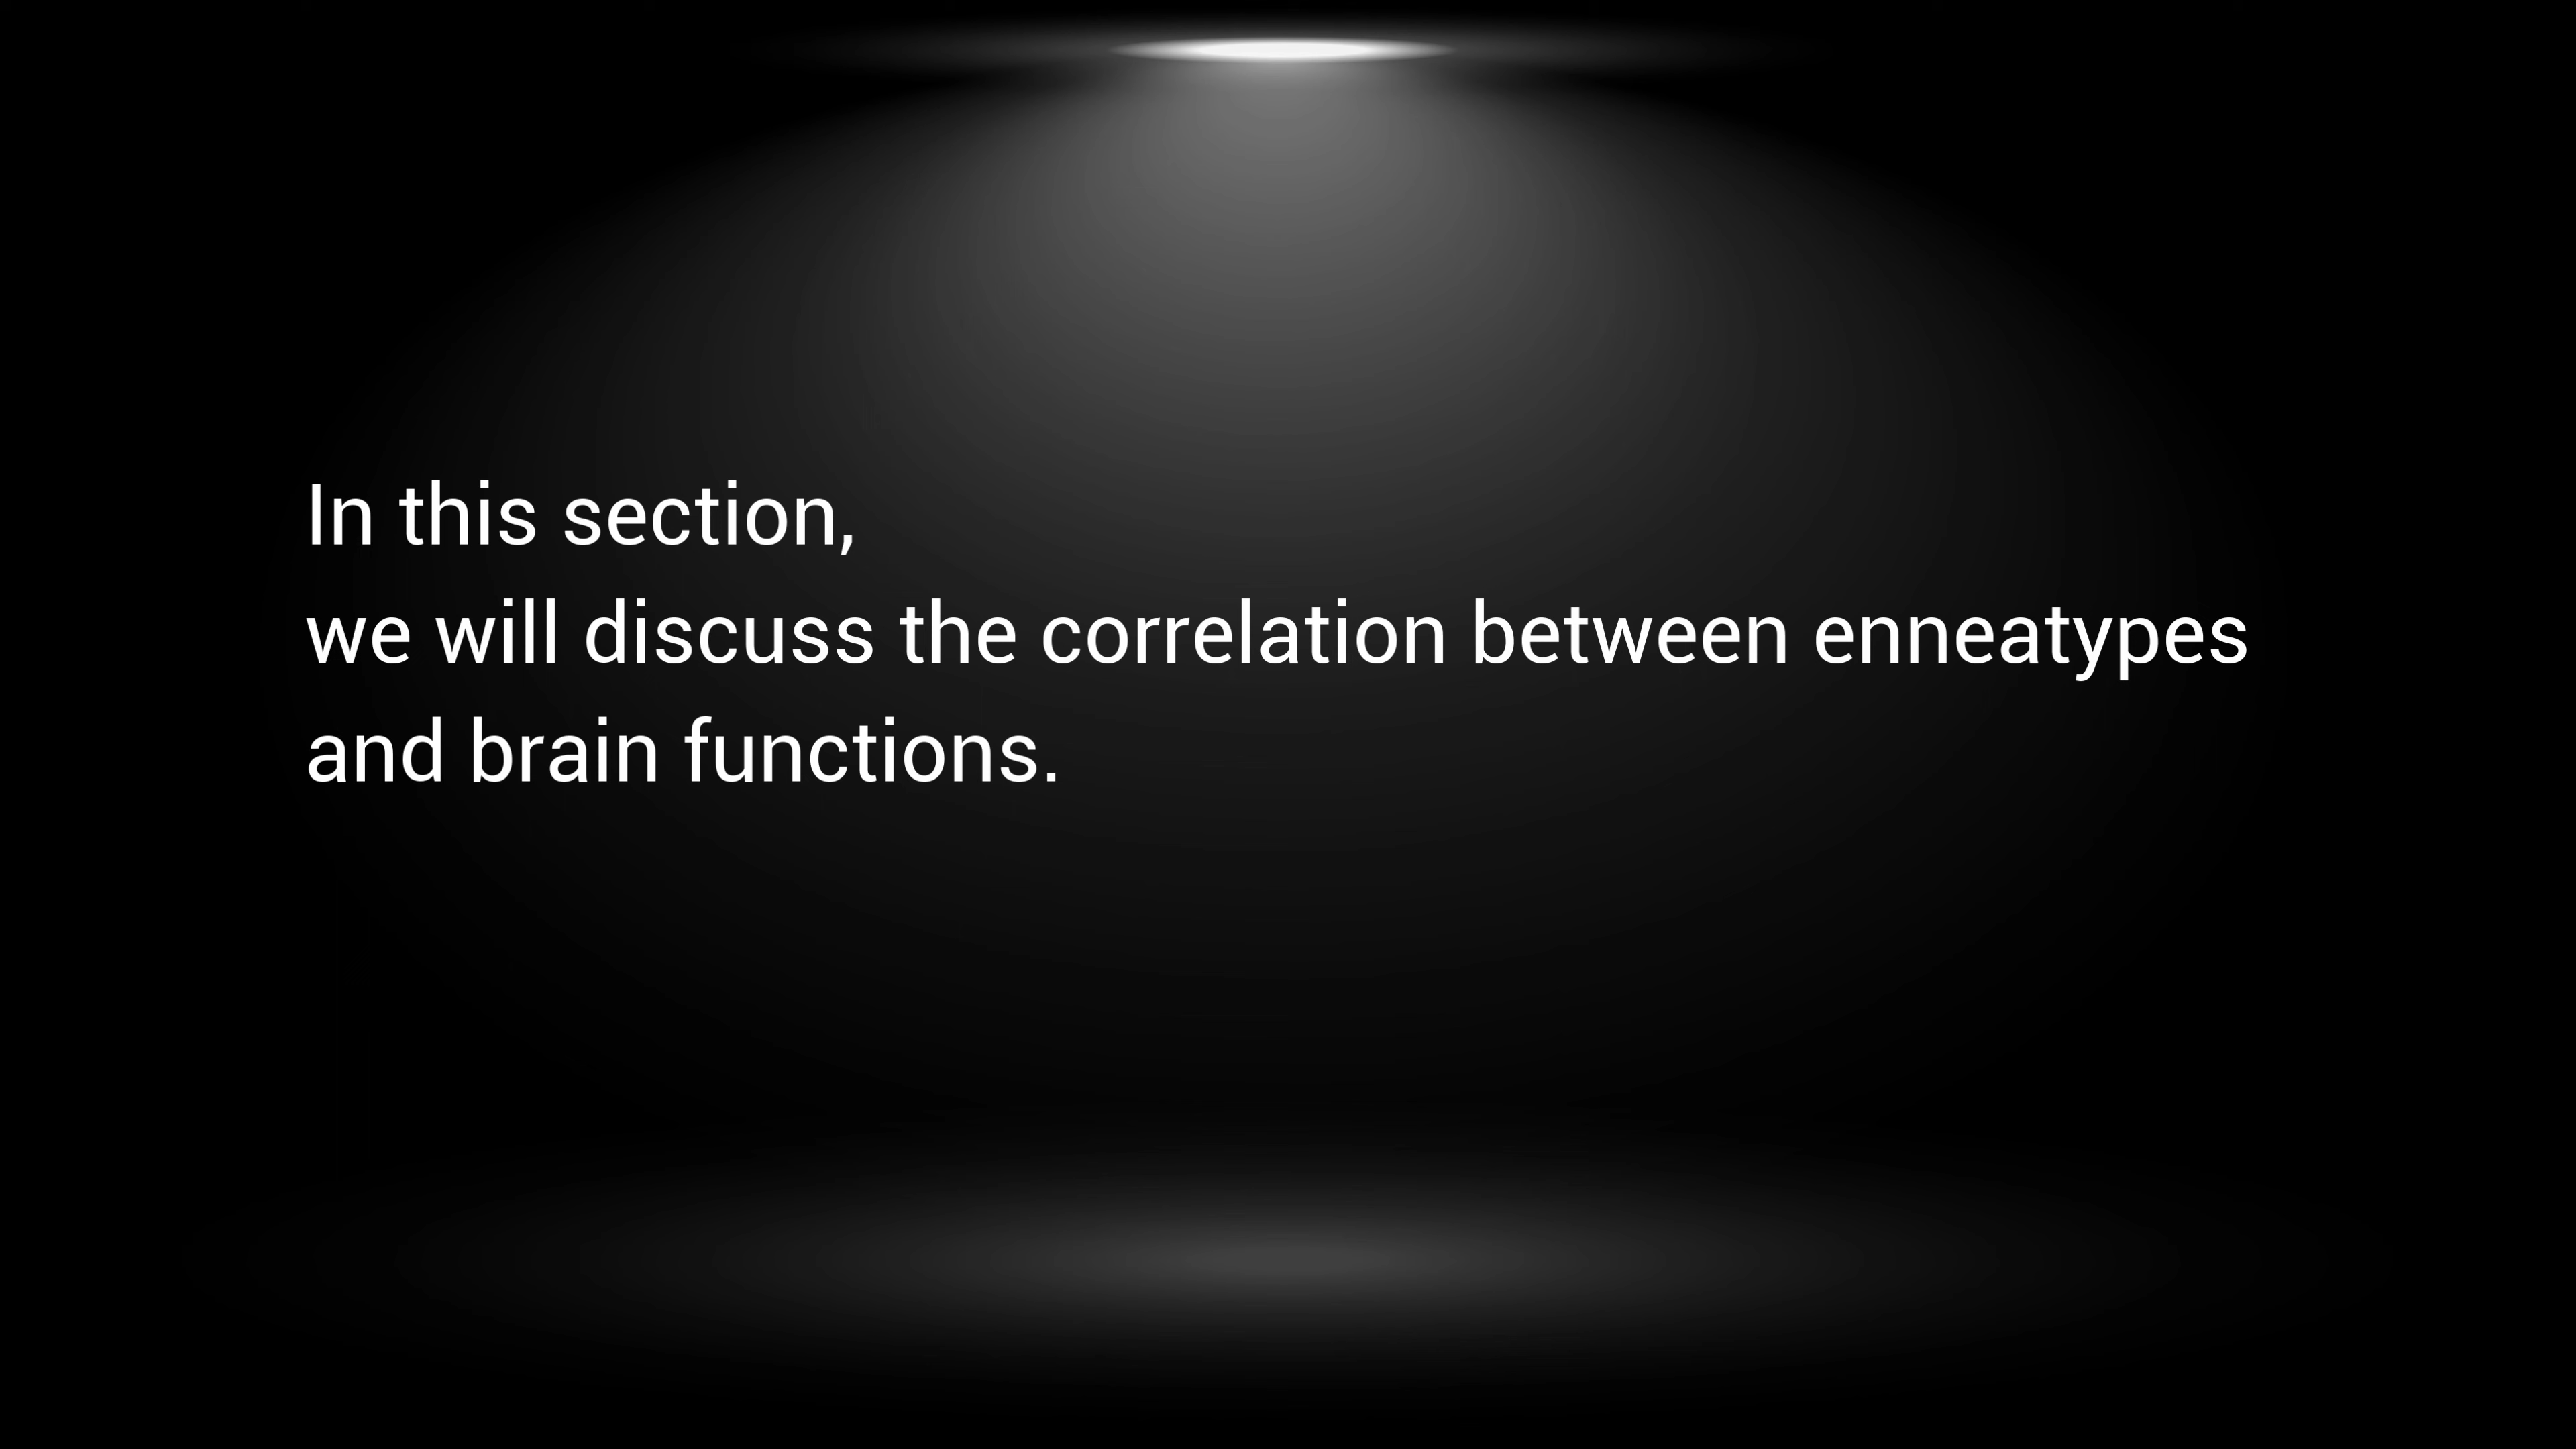 In this section,
we will discuss the correlation between enneatypes
and brain functions.